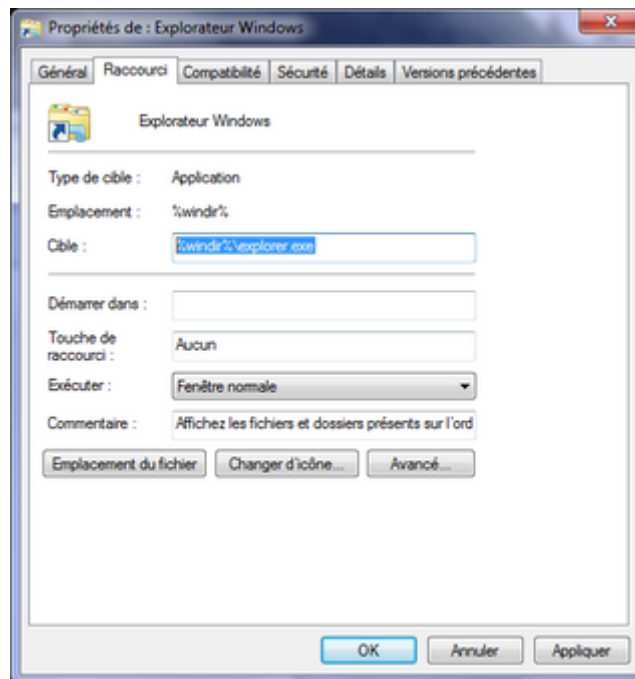 Propriétés de : Explorateur Windows
Général Raccourci Compatibilité Sécurité Détails Versions précédentes
Explorateur Windows
Type de cible : Application
Emplacement : %windir%
Cible : %windir%\explorer.exe
Démarrer dans :
Touche de raccourci : Aucun
Exécuter : Fenêtre normale
Commentaire : Affichez les fichiers et dossiers présents sur l'ord
Emplacement du fichier Changer d'icône... Avancé...
OK Annuler Appliquer